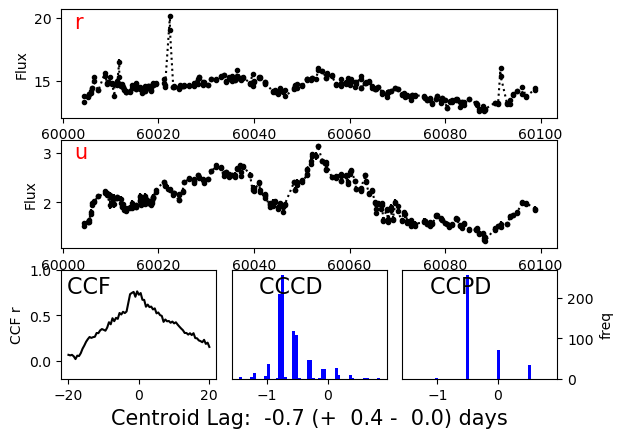 r
20
15
Flux
60000 60020 60040 60060 60080 60100
u
3
2
Flux
60000 60020 60040 60060 60080 60100
CCF
1.0
0.5
0.0
CCF r
−20 0 20
CCCD
−1 0
CCPD
−1 0
200
100
0
freq
Centroid Lag:  -0.7 (+  0.4 -  0.0) days